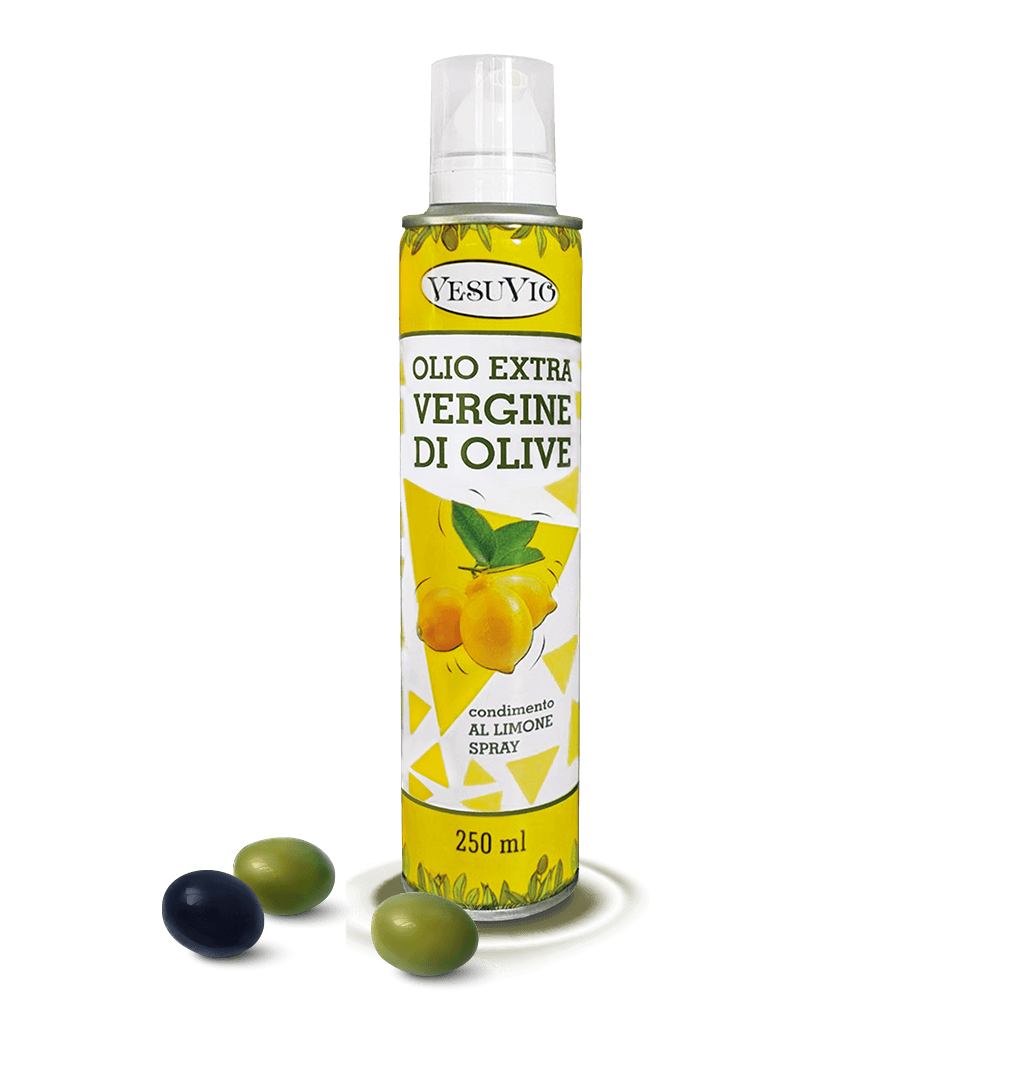 VESUVIO
OLIO EXTRA
VERGINE
DI OLIVE
condimento
AL LIMONE
SPRAY
250 ml